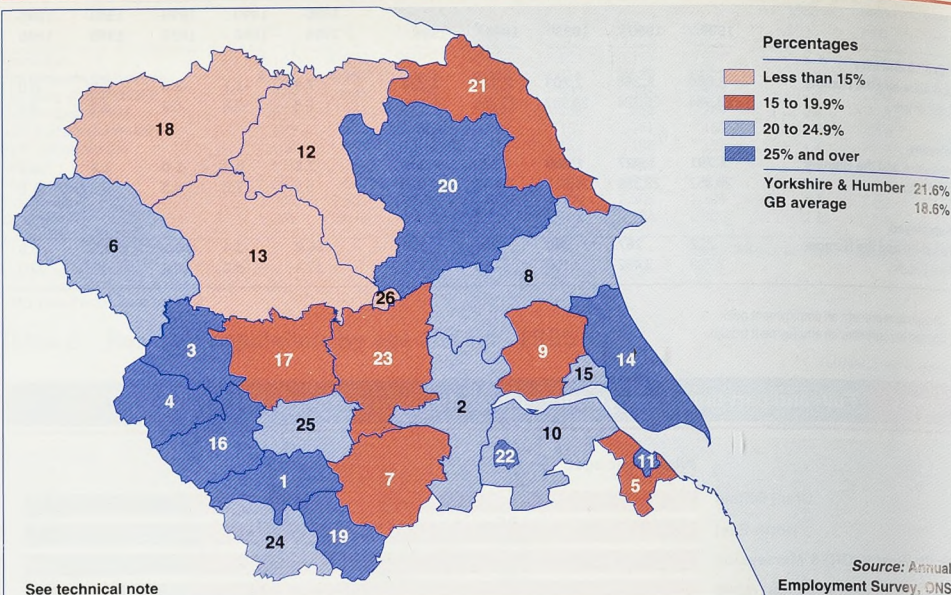 Percentages
Less than 15%
15 to 19.9%
20 to 24.9%
25% and over
Yorkshire & Humber 21.6%
GB average 18.6%
21
18
12
20
6
13
8
26
3
17
23
9
14
15
4
25
2
10
16
22
11
1
7
5
24
19
Source: Annual
Employment Survey, ONS
See technical note